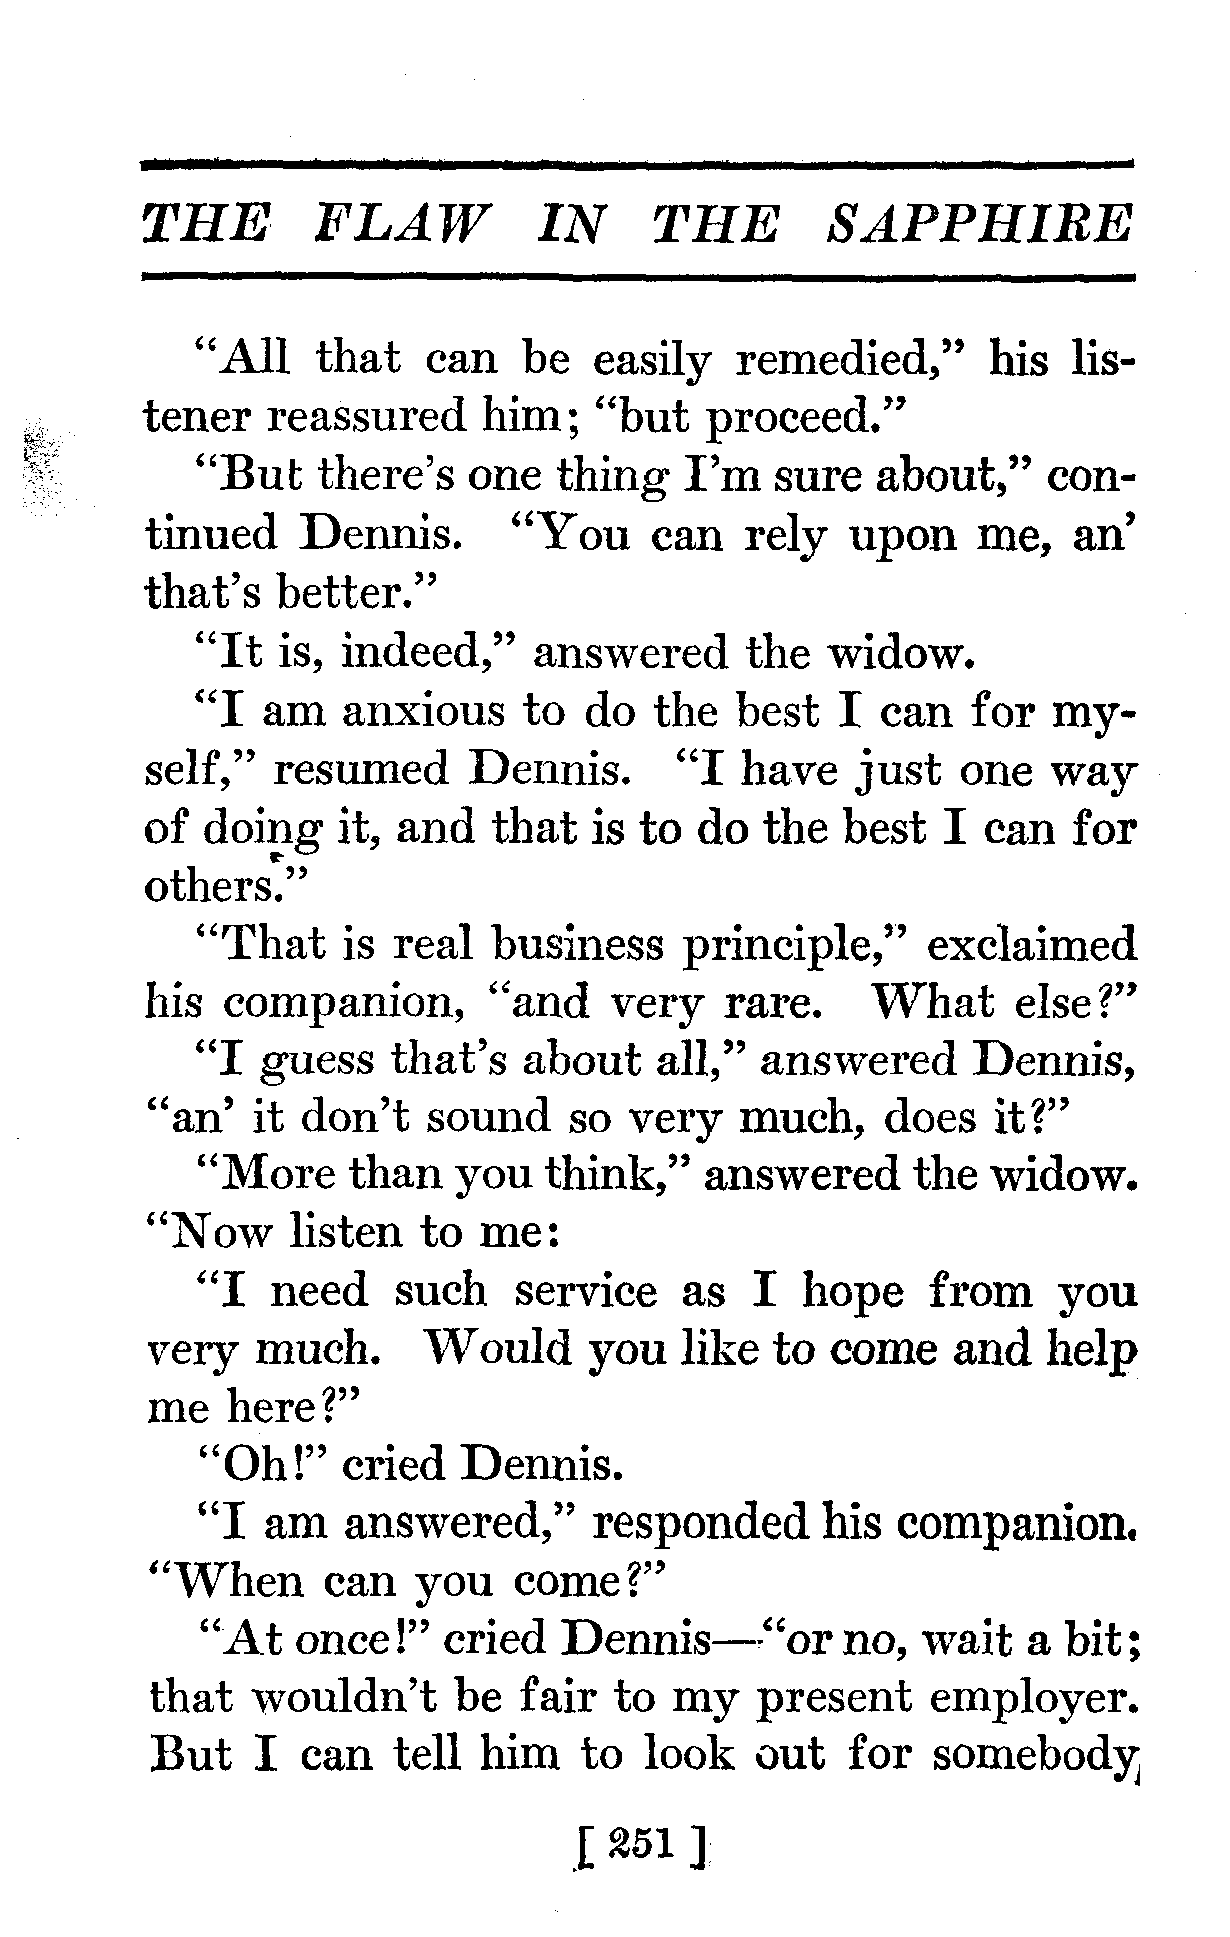 THE FLAW IN THE SAPPHIRE
“All that can be easily remedied,” his lis-
tener reassured him; “but proceed.”
“But there’s one thing I’m sure about,” con-
tinued Dennis. “You can rely upon me, an’
that’s better.”
“It is, indeed,” answered the widow.
“I am anxious to do the best I can for my-
self,” resumed Dennis. “I have just one way
of doing it, and that is to do the best I can for
others.”
“That is real business principle,” exclaimed
his companion, “and very rare. What else?”
“I guess that’s about all,” answered Dennis,
“an’ it don’t sound so very much, does it?”
“More than you think,” answered the widow.
“Now listen to me:
“I need such service as I hope from you
very much. Would you like to come and help
me here?”
“Oh!” cried Dennis.
“I am answered,” responded his companion.
“When can you come?”
“At once!” cried Dennis—“or no, wait a bit;
that wouldn’t be fair to my present employer.
But I can tell him to look out for somebody
[ 251 ]